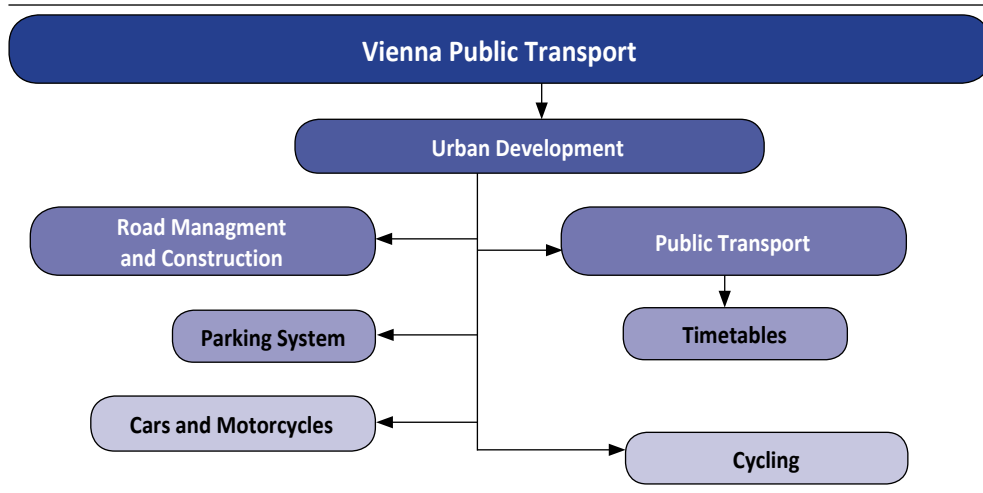 Vienna Public Transport
Urban Development
Road Managment
and Construction
Public Transport
Parking System
Timetables
Cars and Motorcycles
Cycling